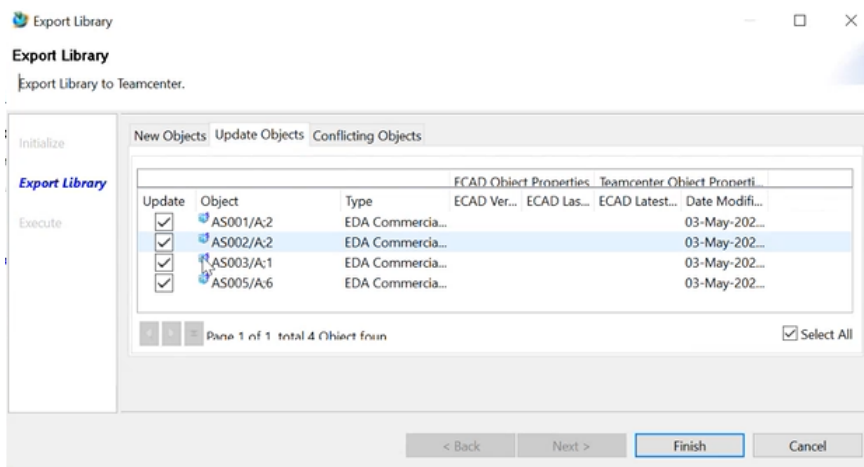 Export Library
Export Library
Export Library to Teamcenter.
Initialize
Export Library
Execute
New Objects Update Objects Conflicting Objects
ECAD Object Properties Teamcenter Object Properti...
Update Object Type ECAD Ver... ECAD Las... ECAD Latest... Date Modifi...
AS001/A;2 EDA Commercia... 03-May-202...
AS002/A;2 EDA Commercia... 03-May-202...
AS003/A;1 EDA Commercia... 03-May-202...
AS005/A;6 EDA Commercia... 03-May-202...
Page 1 of 1 total 4 Object foun
Select All
< Back Next > Finish Cancel